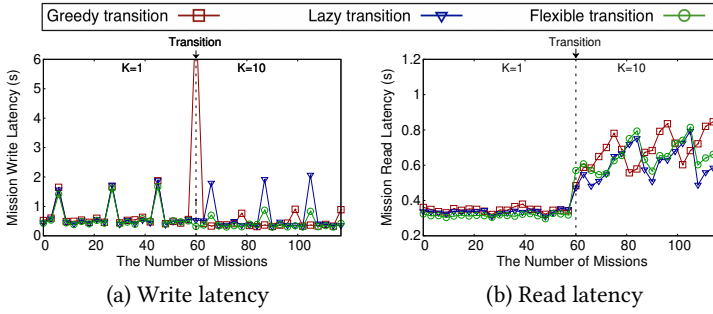 Greedy transition Lazy transition Flexible transition
Transition
K=1 K=10
Mission Write Latency (s)
6
5
4
3
2
1
0
0 20 40 60 80 100
The Number of Missions
(a) Write latency
Transition
K=1 K=10
Mission Read Latency (s)
1.2
1
0.8
0.6
0.4
0.2
0 20 40 60 80 100
The Number of Missions
(b) Read latency